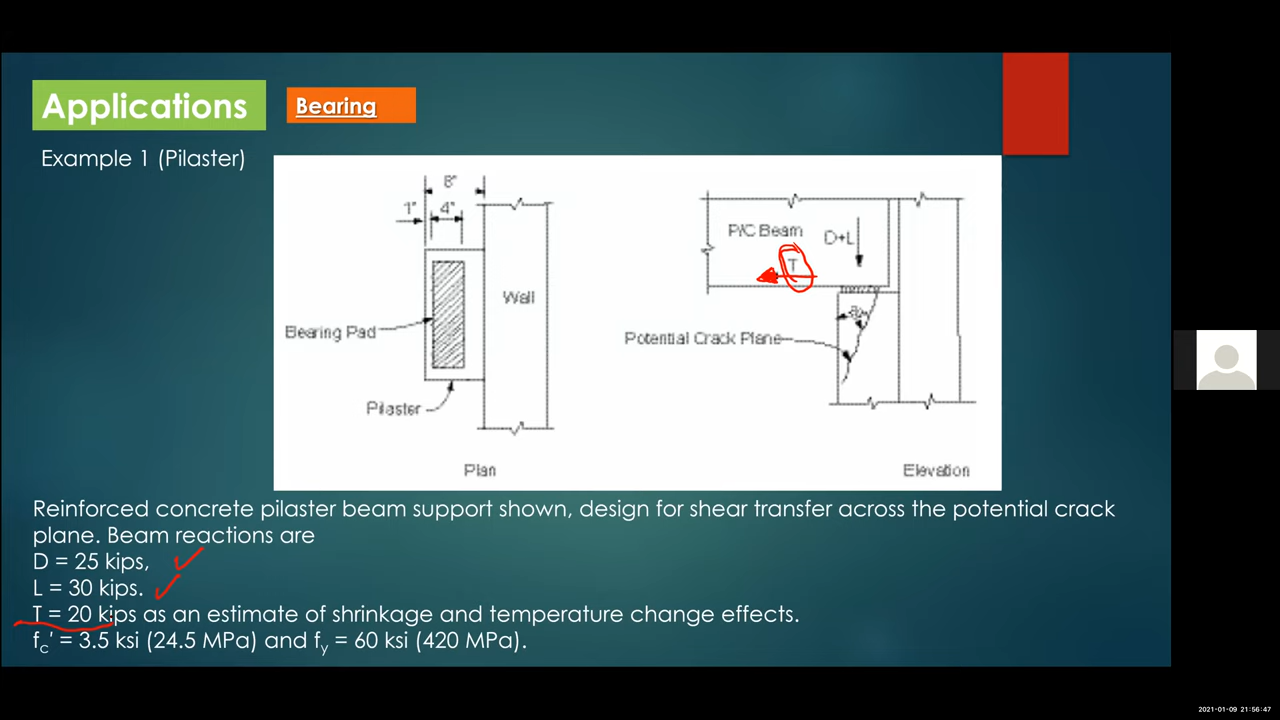 Applications
Bearing
Example 1 (Pilaster)
8"
1"
4"
Wall
Bearing Pad
Pilaster
Plan
P/C Beam
D+L
T
Potential Crack Plane
Elevation
Reinforced concrete pilaster beam support shown, design for shear transfer across the potential crack
plane. Beam reactions are
D = 25 kips,
L = 30 kips.
T = 20 kips as an estimate of shrinkage and temperature change effects.
fc′ = 3.5 ksi (24.5 MPa) and fy = 60 ksi (420 MPa).
2021-01-09 21:56:47